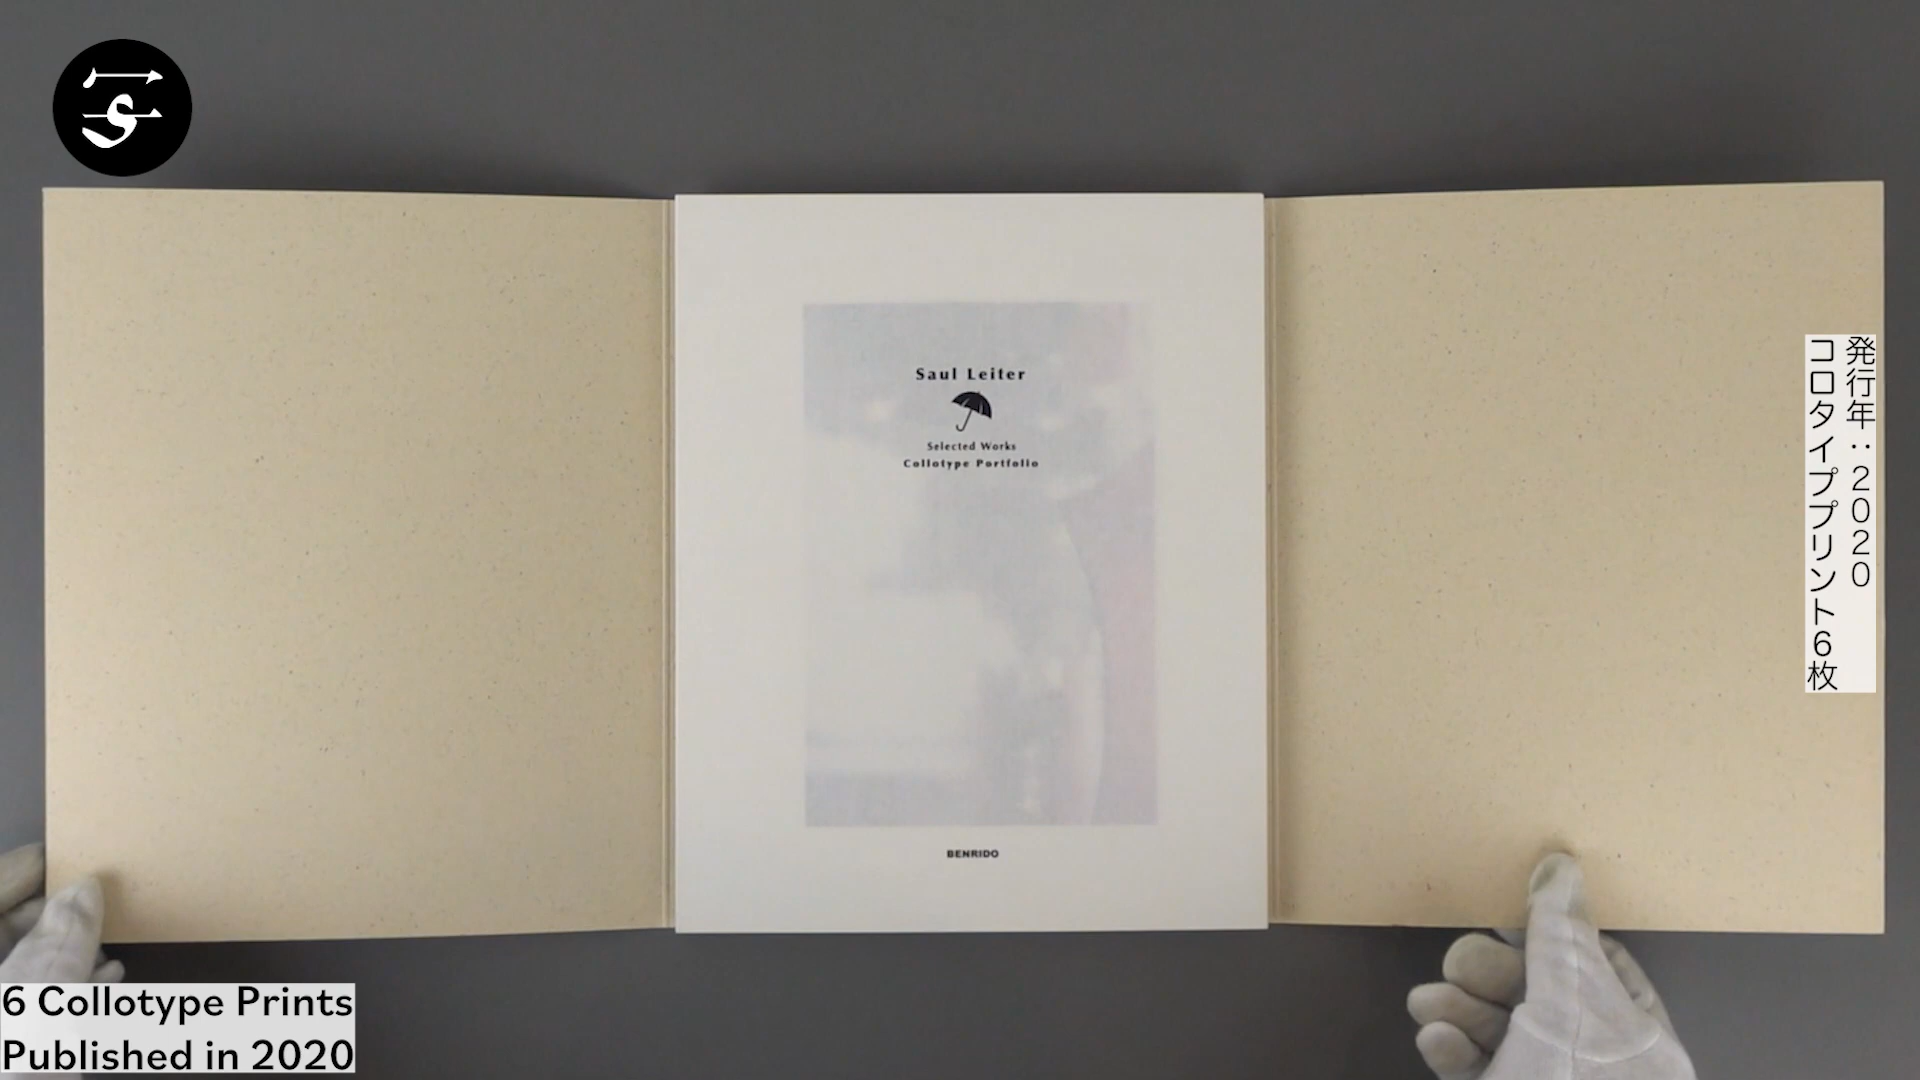 Saul Leiter
Selected Works
Collotype Portfolio
BENRIDO
発行年：2020
コロタイププリント6枚
6 Collotype Prints
Published in 2020